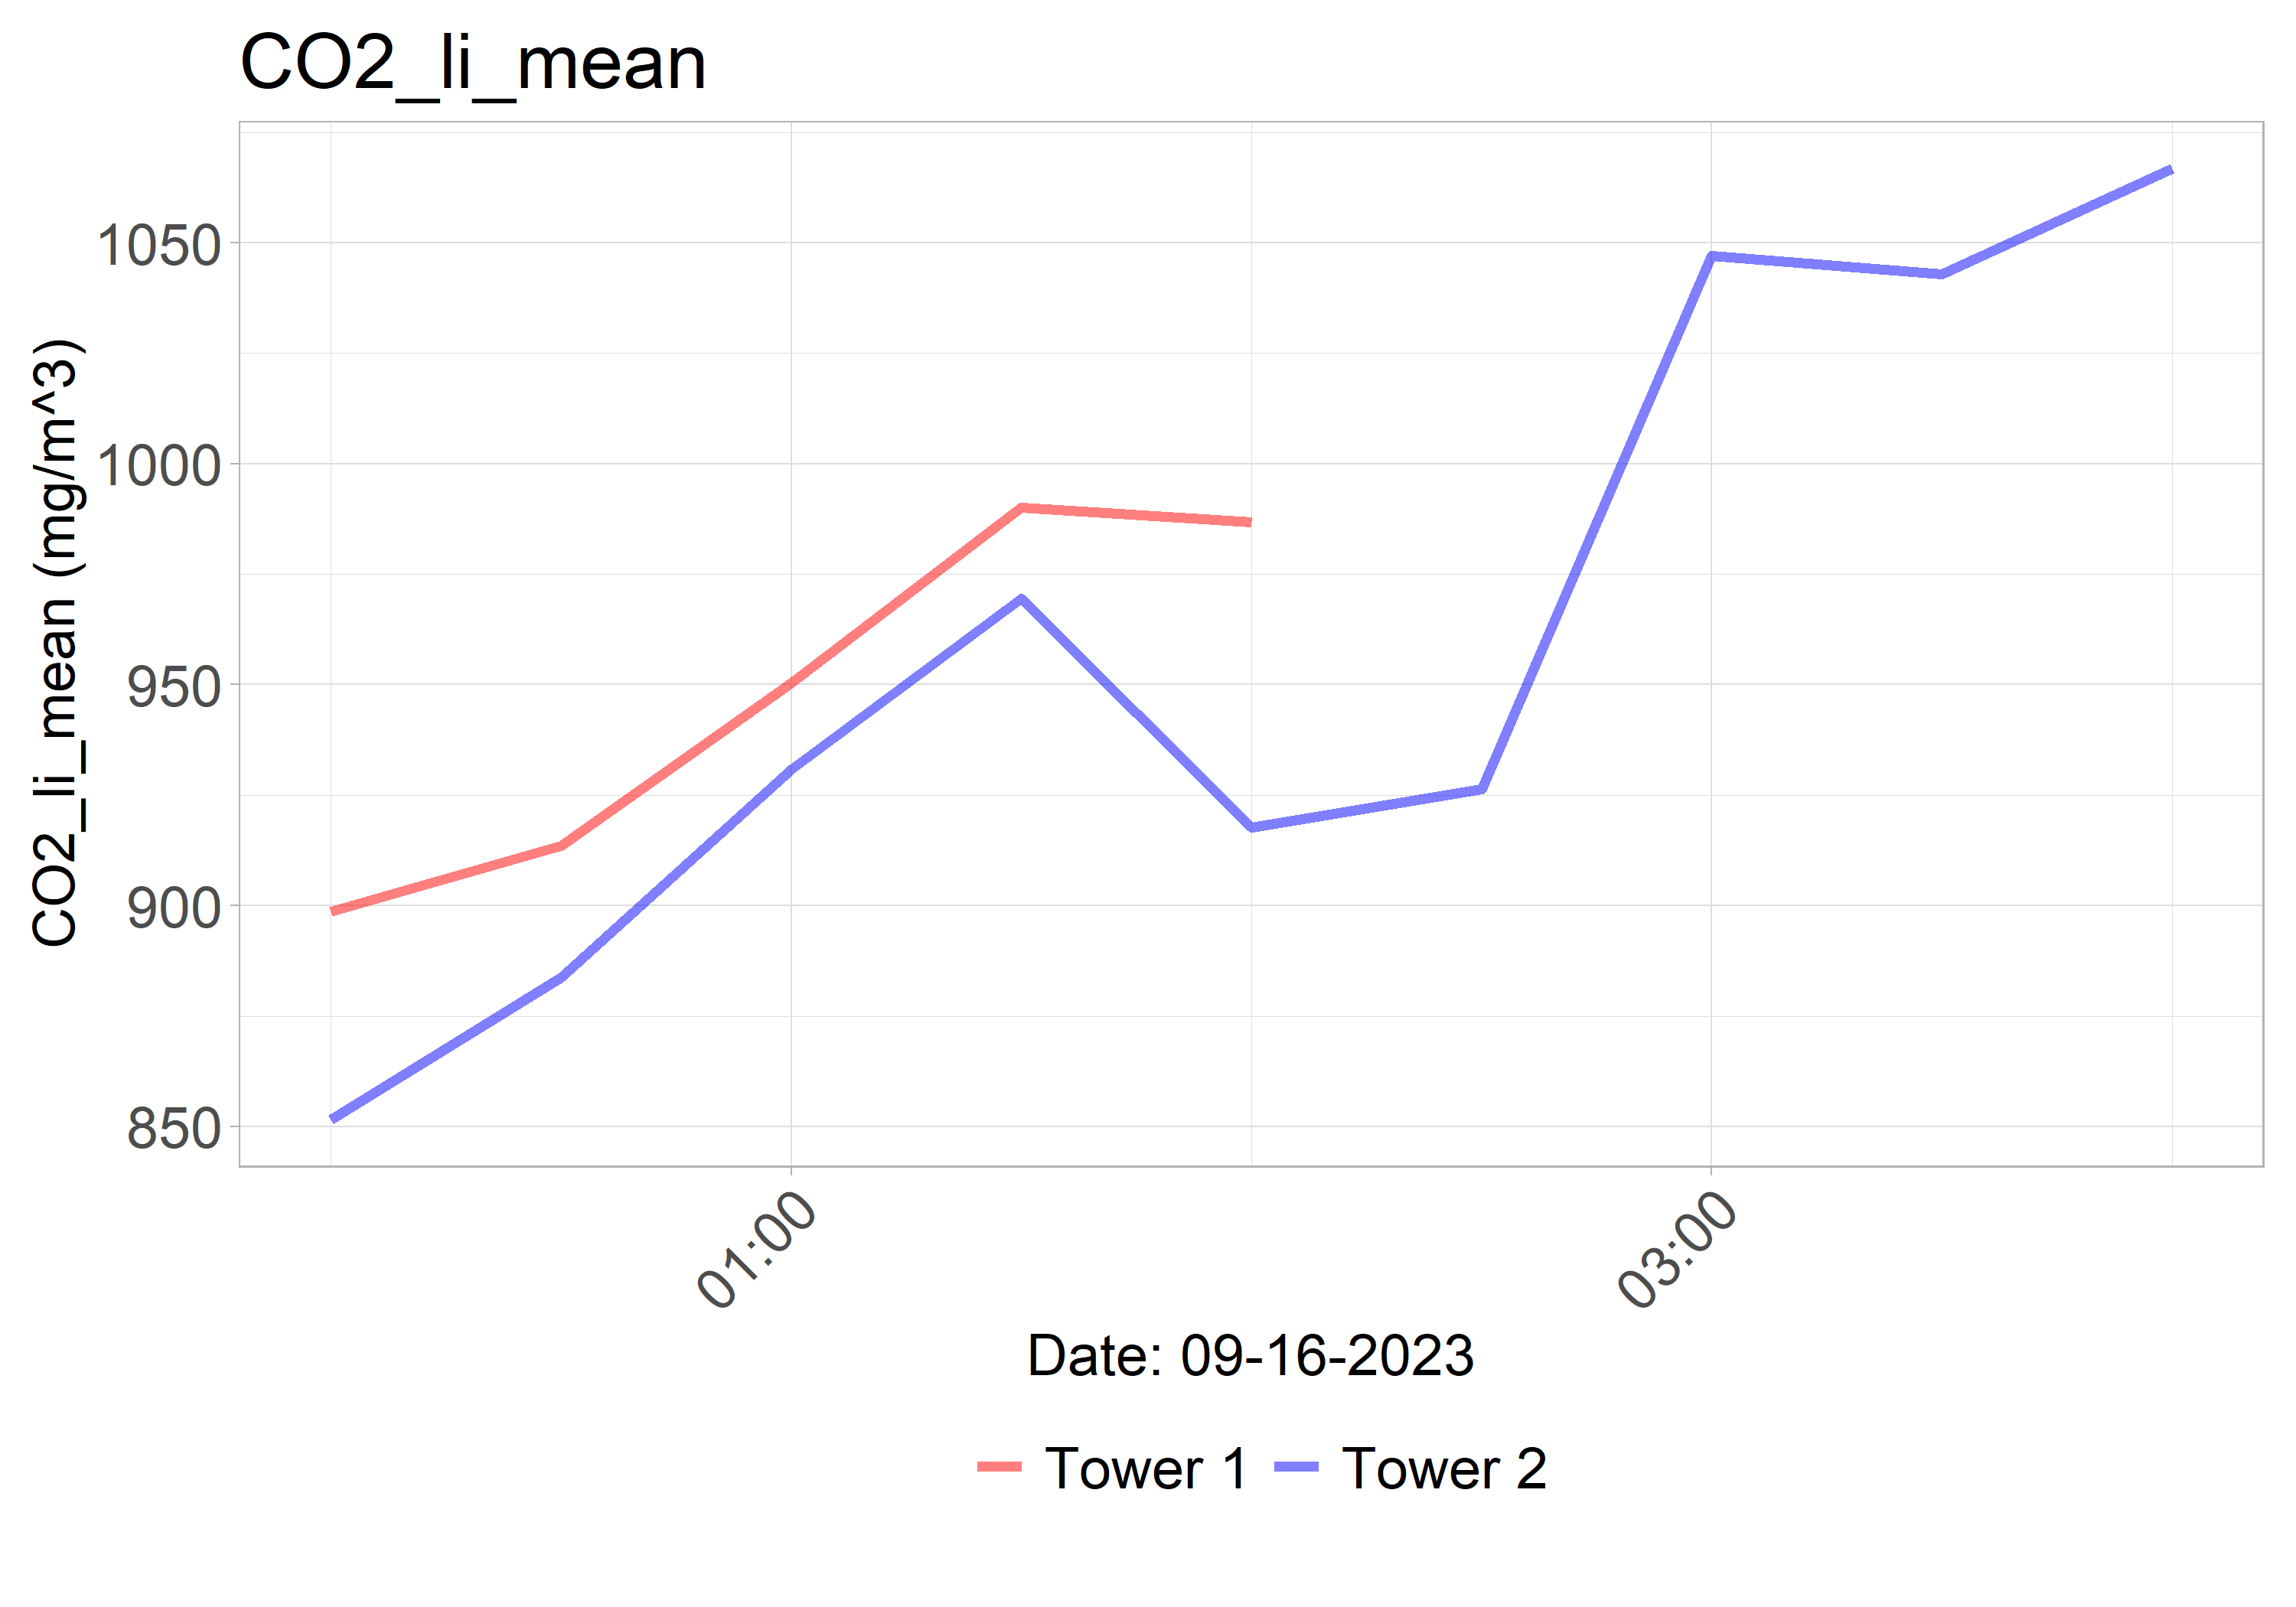 CO2_li_mean
CO2_li_mean (mg/m^3)
1050
1000
950
900
850
01:00
03:00
Date: 09-16-2023
Tower 1
Tower 2